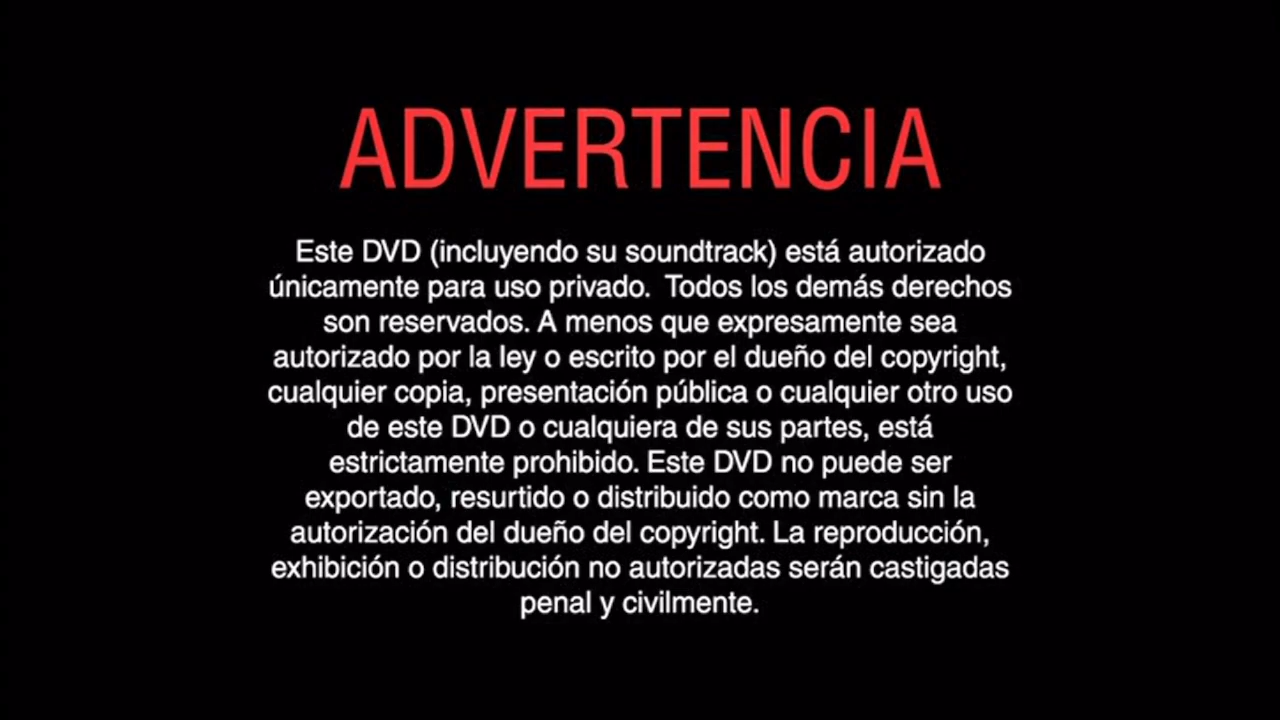 ADVERTENCIA
Este DVD (incluyendo su soundtrack) está autorizado
únicamente para uso privado.  Todos los demás derechos
son reservados. A menos que expresamente sea
autorizado por la ley o escrito por el dueño del copyright,
cualquier copia, presentación pública o cualquier otro uso
de este DVD o cualquiera de sus partes, está
estrictamente prohibido. Este DVD no puede ser
exportado, resurtido o distribuido como marca sin la
autorización del dueño del copyright. La reproducción,
exhibición o distribución no autorizadas serán castigadas
penal y civilmente.